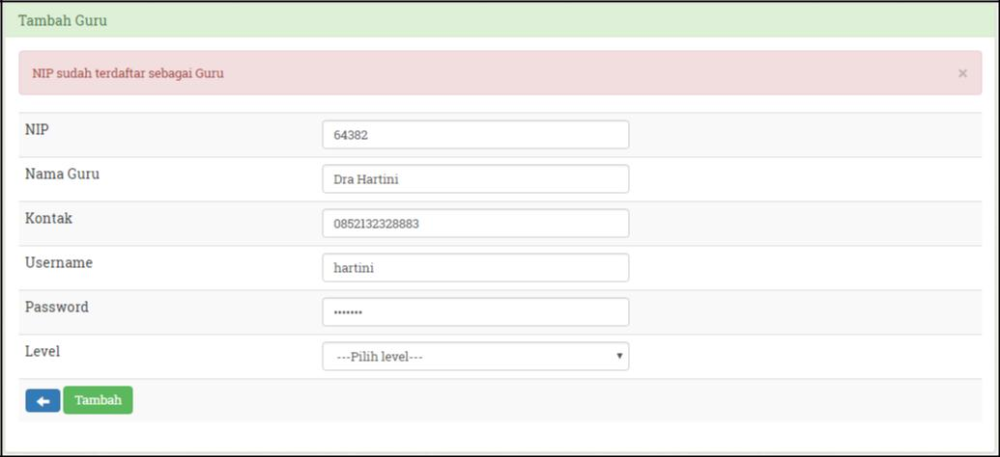 Tambah Guru
NIP sudah terdaftar sebagai Guru ×
NIP 64382
Nama Guru Dra Hartini
Kontak 0852132328883
Username hartini
Password •••••••
Level ---Pilih level---
Tambah